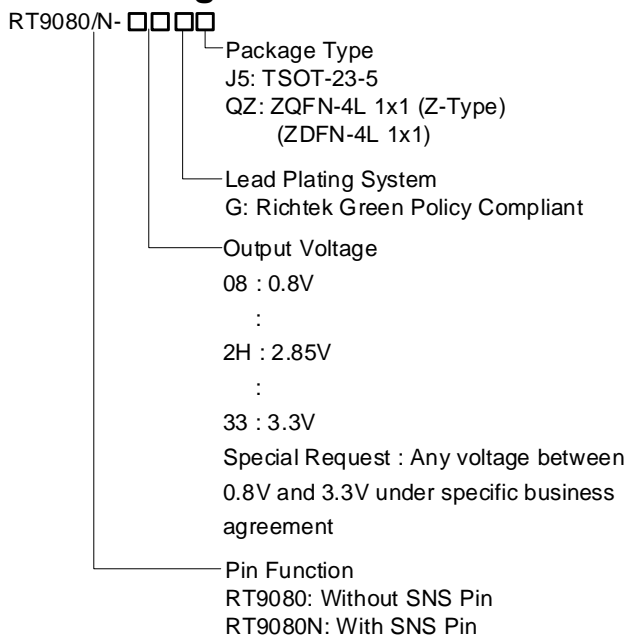 RT9080/N-
Package Type
J5: TSOT-23-5
QZ: ZQFN-4L 1x1 (Z-Type)
(ZDFN-4L 1x1)
Lead Plating System
G: Richtek Green Policy Compliant
Output Voltage
08 : 0.8V
:
2H : 2.85V
:
33 : 3.3V
Special Request : Any voltage between
0.8V and 3.3V under specific business
agreement
Pin Function
RT9080: Without SNS Pin
RT9080N: With SNS Pin